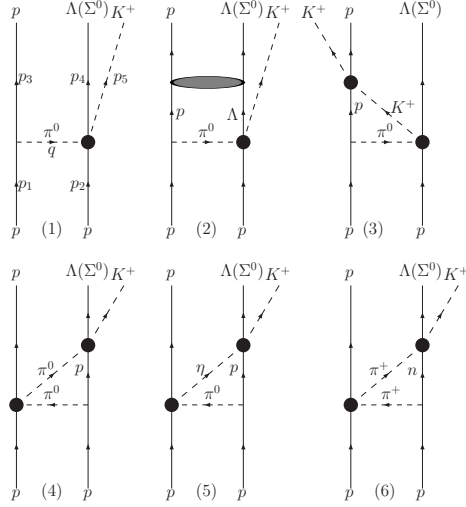 p Λ(Σ⁰) K⁺ p Λ(Σ⁰) K⁺ K⁺ p Λ(Σ⁰)
p₃ p₄ p₅
p Λ p K⁺
π⁰ π⁰ π⁰
q
p₁ p₂
p (1) p p (2) p p (3) p
p Λ(Σ⁰) K⁺ p Λ(Σ⁰) K⁺ p Λ(Σ⁰) K⁺
π⁰ p η p π⁺ n
π⁰ π⁰ π⁺
p (4) p p (5) p p (6) p